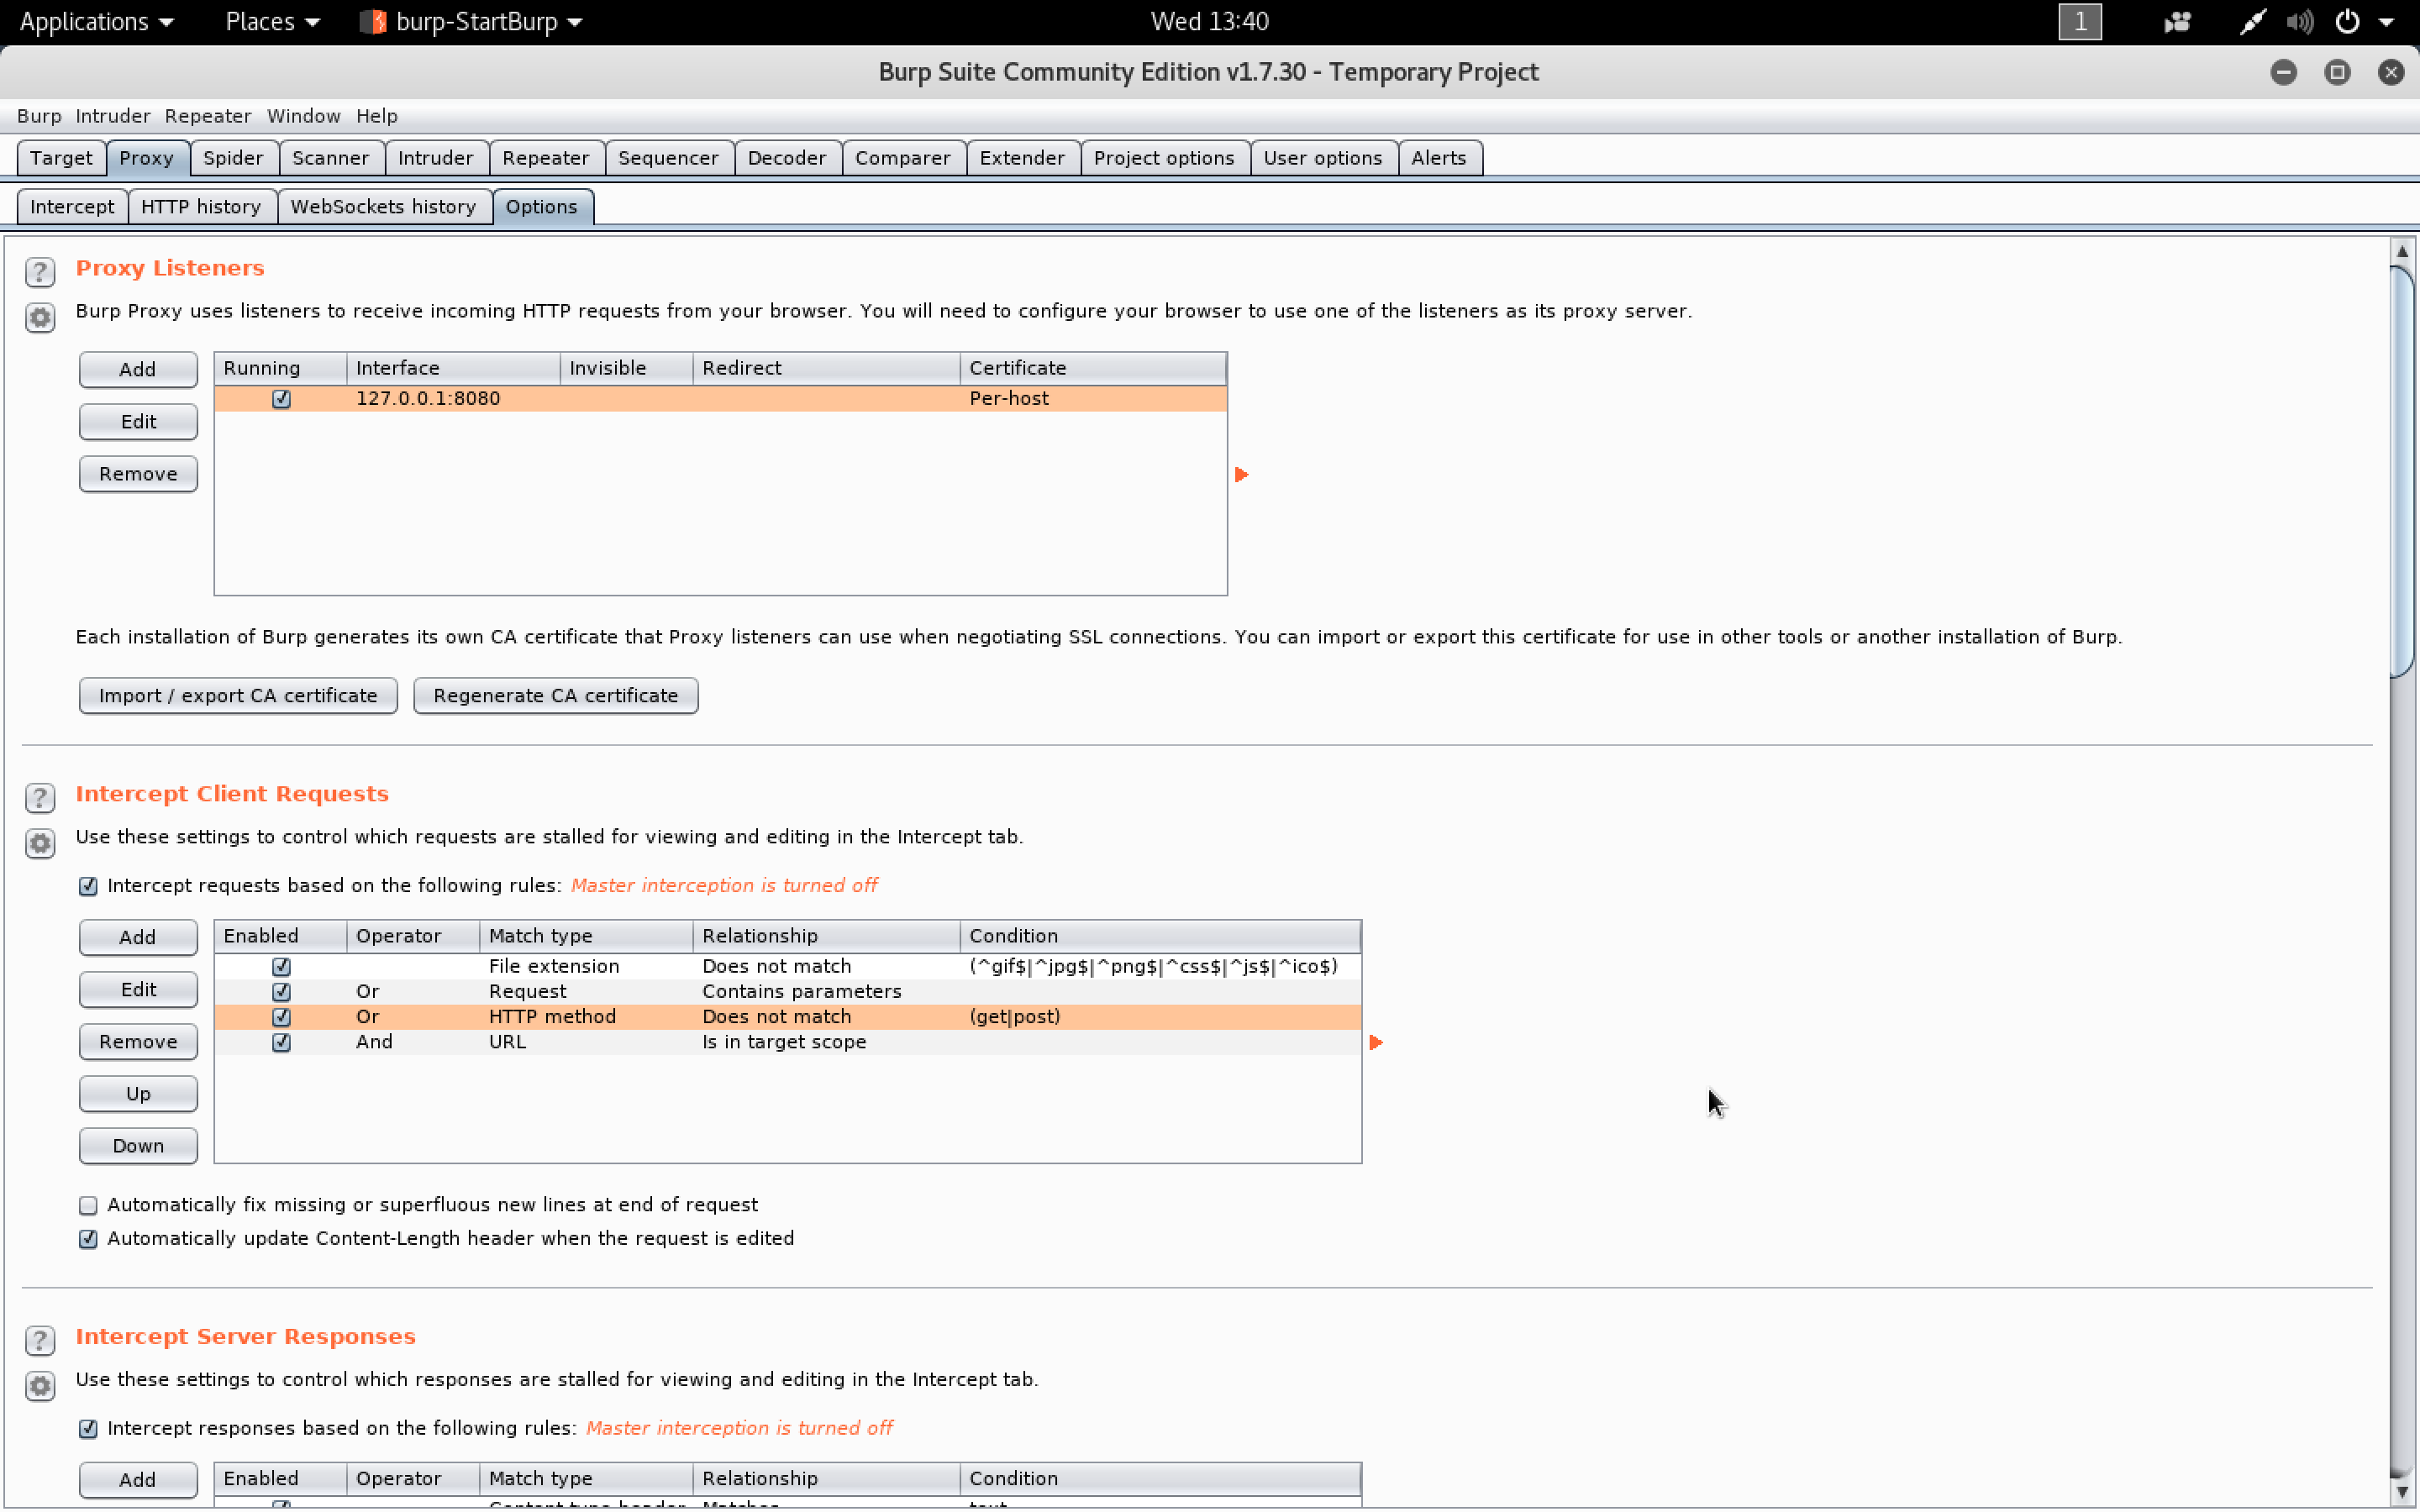 Applications Places burp-StartBurp Wed 13:40 1
Burp Suite Community Edition v1.7.30 - Temporary Project
Burp Intruder Repeater Window Help
Target Proxy Spider Scanner Intruder Repeater Sequencer Decoder Comparer Extender Project options User options Alerts
Intercept HTTP history WebSockets history Options
? Proxy Listeners
Burp Proxy uses listeners to receive incoming HTTP requests from your browser. You will need to configure your browser to use one of the listeners as its proxy server.
Add Running Interface Invisible Redirect Certificate
127.0.0.1:8080 Per-host
Edit
Remove
Each installation of Burp generates its own CA certificate that Proxy listeners can use when negotiating SSL connections. You can import or export this certificate for use in other tools or another installation of Burp.
Import / export CA certificate Regenerate CA certificate
? Intercept Client Requests
Use these settings to control which requests are stalled for viewing and editing in the Intercept tab.
Intercept requests based on the following rules: Master interception is turned off
Add Enabled Operator Match type Relationship Condition
File extension Does not match (^gif$|^jpg$|^png$|^css$|^js$|^ico$)
Edit Or Request Contains parameters
Or HTTP method Does not match (get|post)
Remove And URL Is in target scope
Up
Down
Automatically fix missing or superfluous new lines at end of request
Automatically update Content-Length header when the request is edited
? Intercept Server Responses
Use these settings to control which responses are stalled for viewing and editing in the Intercept tab.
Intercept responses based on the following rules: Master interception is turned off
Add Enabled Operator Match type Relationship Condition